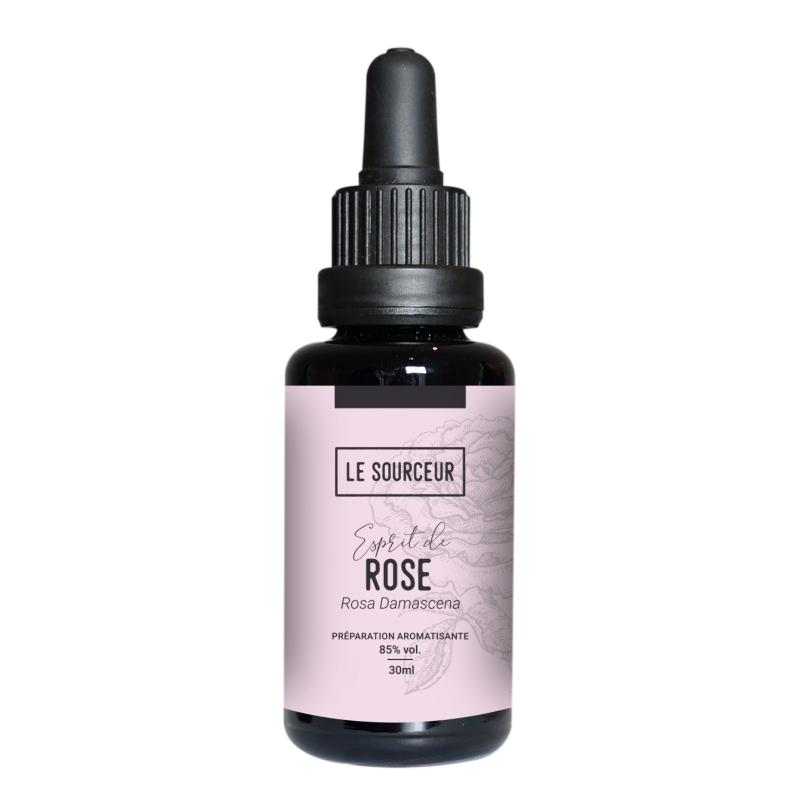 LE SOURCEUR
Esprit de
ROSE
Rosa Damascena
PRÉPARATION AROMATISANTE
85% vol.
30ml